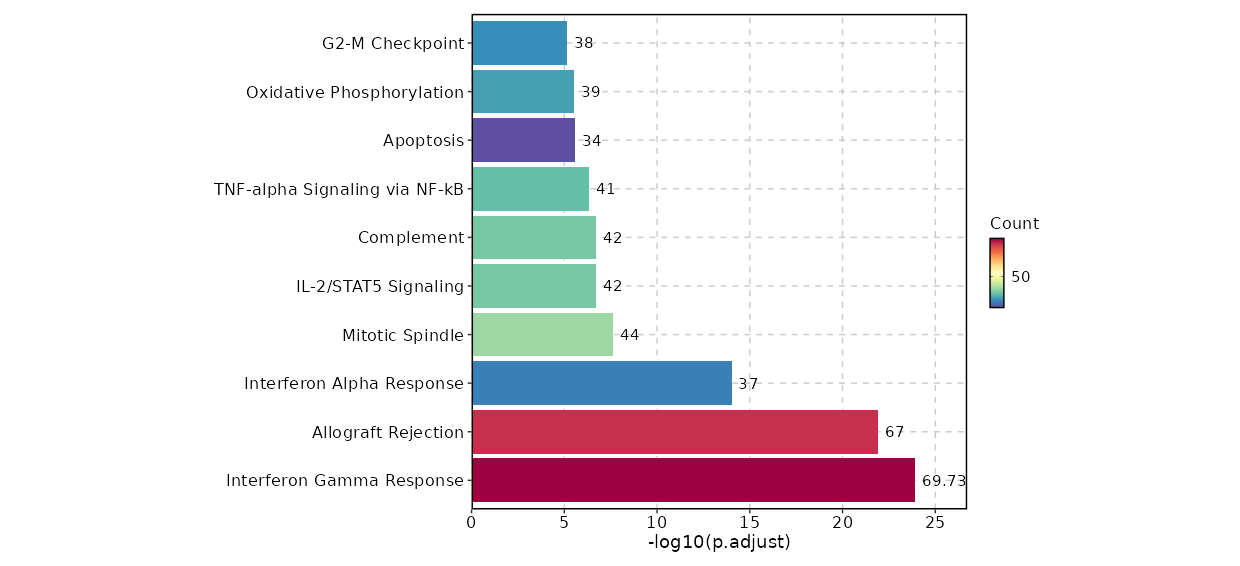 G2-M Checkpoint 38
Oxidative Phosphorylation 39
Apoptosis 34
TNF-alpha Signaling via NF-kB 41
Complement 42
IL-2/STAT5 Signaling 42
Mitotic Spindle 44
Interferon Alpha Response 37
Allograft Rejection 67
Interferon Gamma Response 69.73
0 5 10 15 20 25
-log10(p.adjust)
Count
50